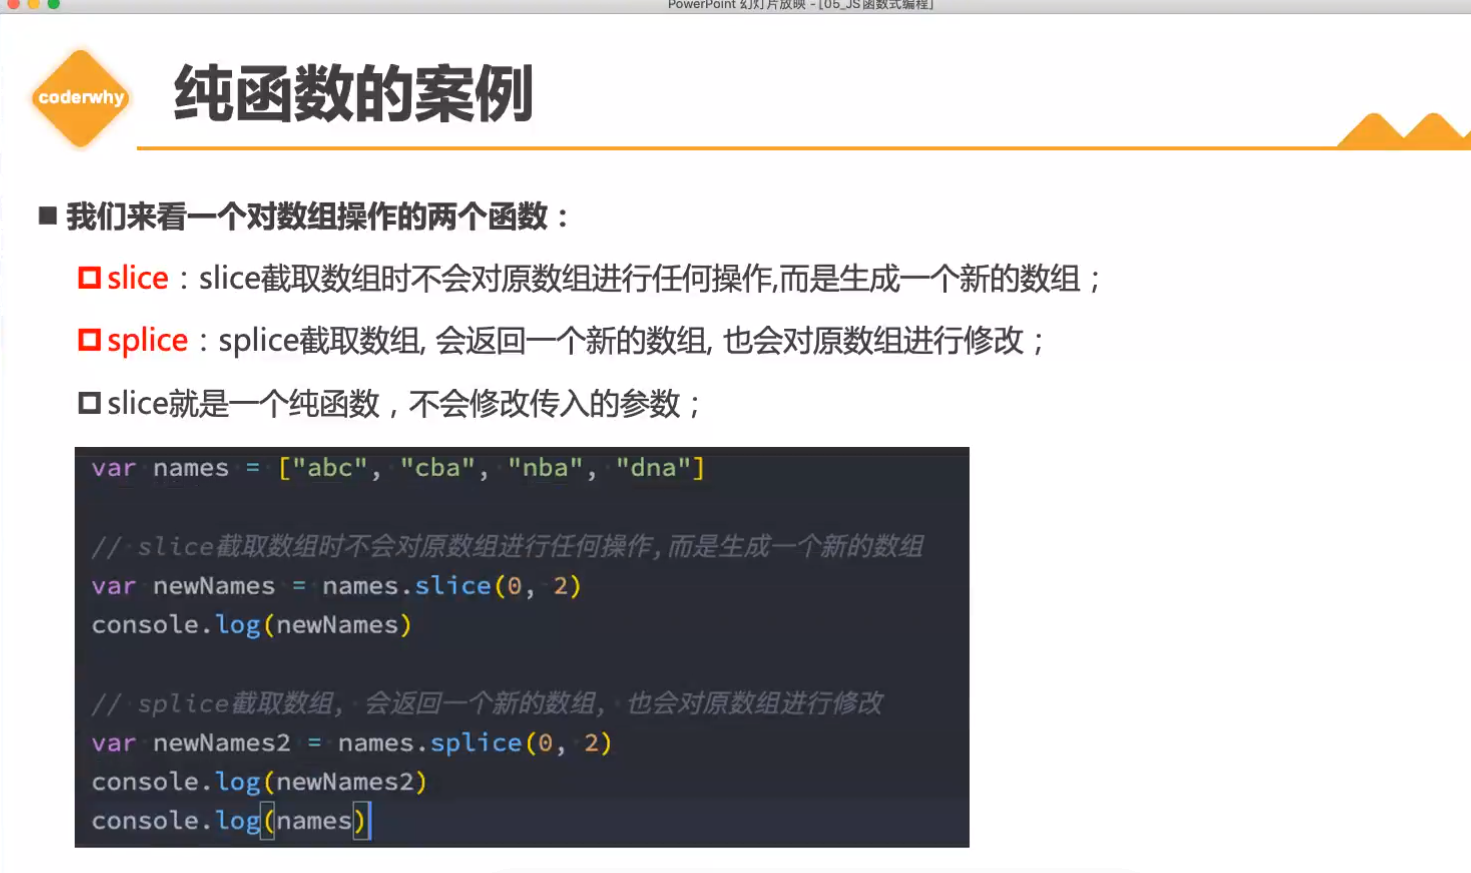 PowerPoint 幻灯片放映 - [05_JS函数式编程]
coderwhy
纯函数的案例
我们来看一个对数组操作的两个函数：
slice：slice截取数组时不会对原数组进行任何操作,而是生成一个新的数组；
splice：splice截取数组, 会返回一个新的数组, 也会对原数组进行修改；
slice就是一个纯函数，不会修改传入的参数；
var names = ["abc", "cba", "nba", "dna"]
// slice截取数组时不会对原数组进行任何操作,而是生成一个新的数组
var newNames = names.slice(0, 2)
console.log(newNames)
// splice截取数组, 会返回一个新的数组, 也会对原数组进行修改
var newNames2 = names.splice(0, 2)
console.log(newNames2)
console.log(names)